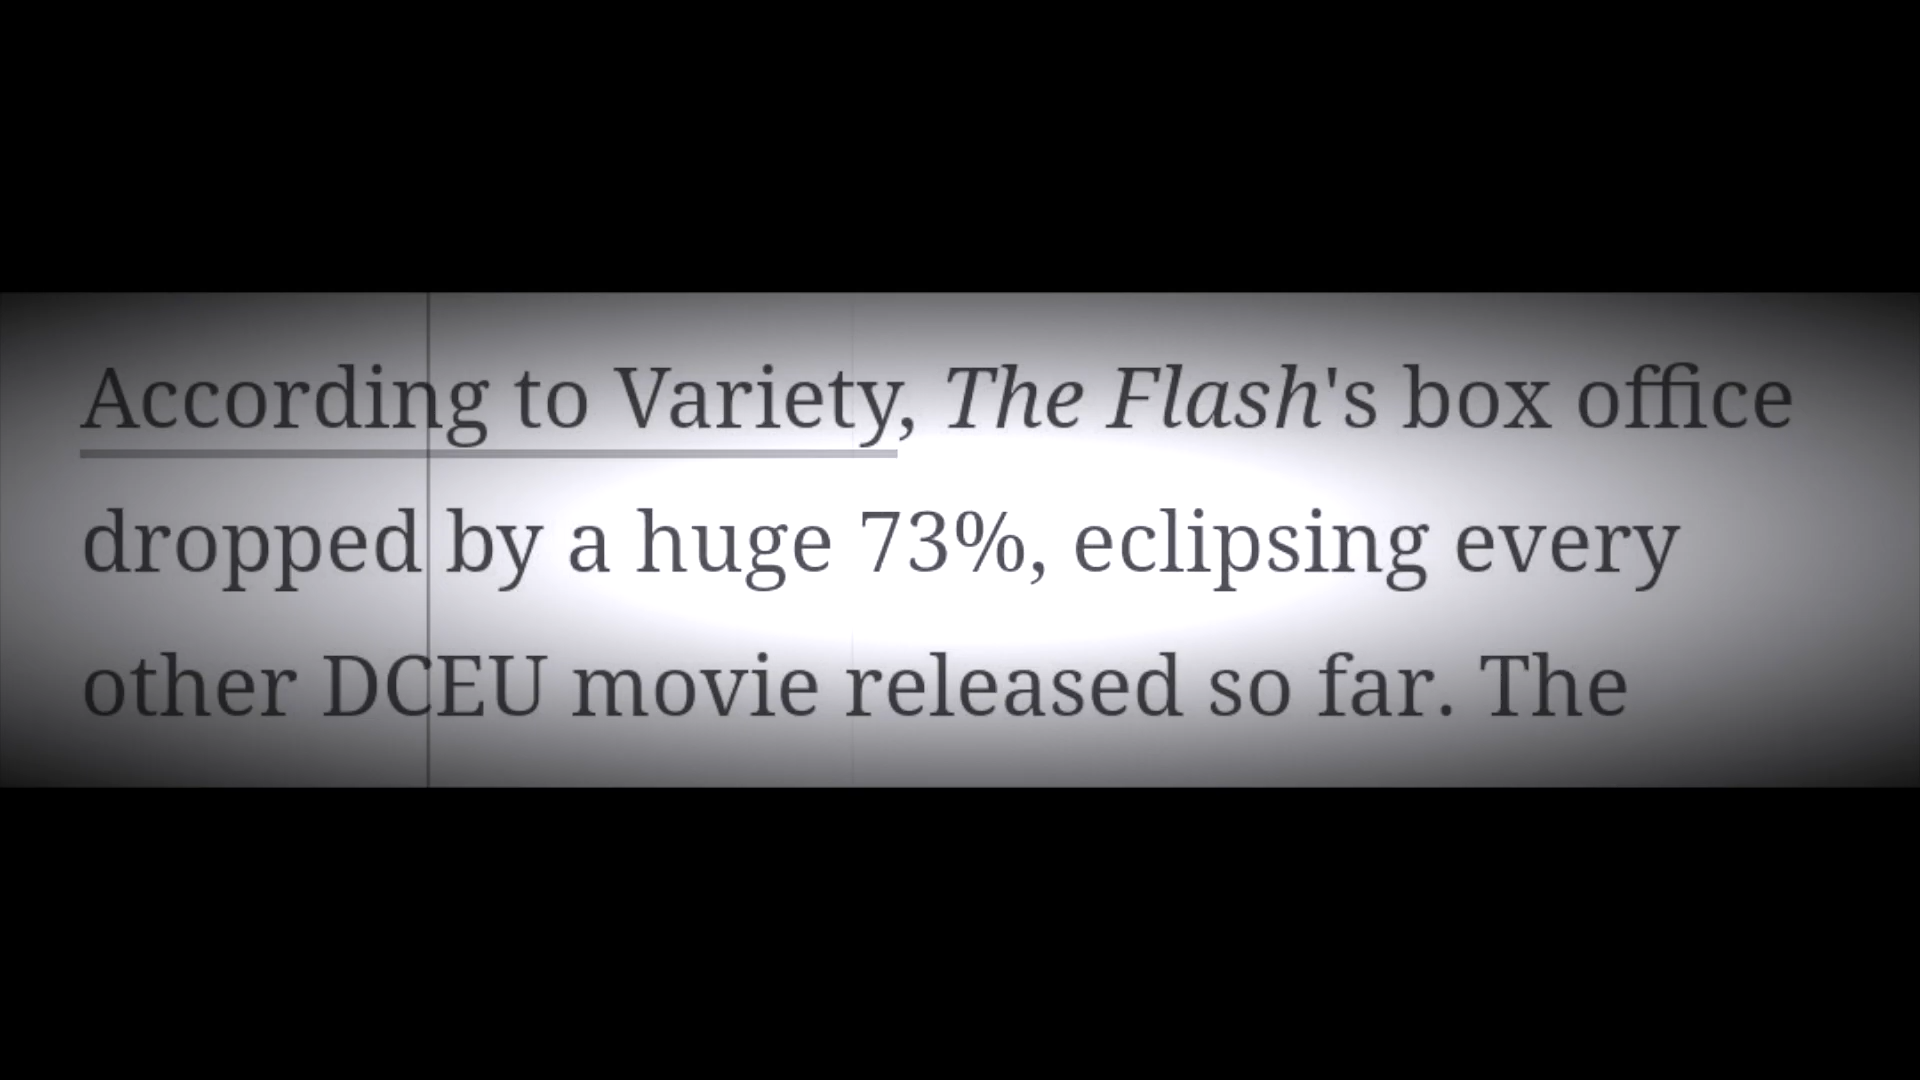 According to Variety, The Flash's box office
dropped by a huge 73%, eclipsing every
other DCEU movie released so far. The